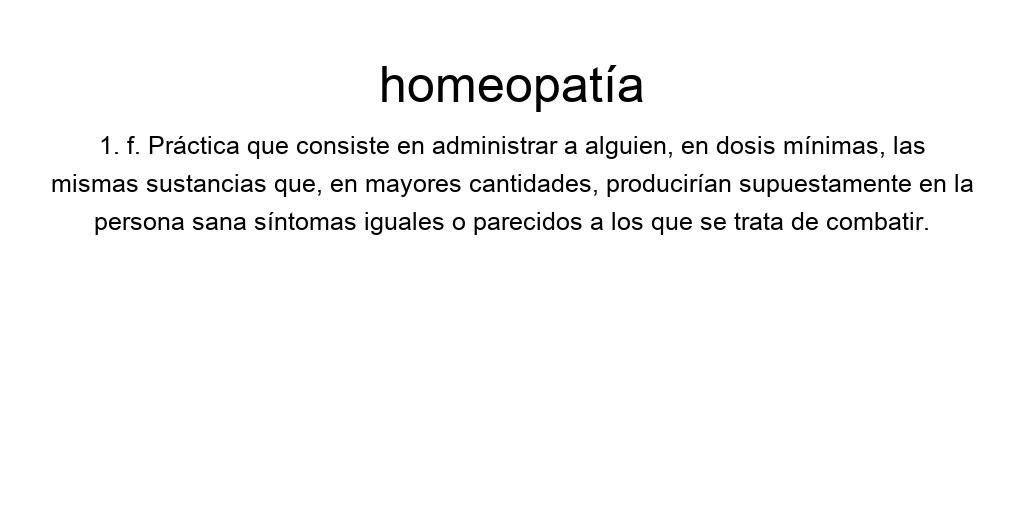 homeopatía
1. f. Práctica que consiste en administrar a alguien, en dosis mínimas, las
mismas sustancias que, en mayores cantidades, producirían supuestamente en la
persona sana síntomas iguales o parecidos a los que se trata de combatir.